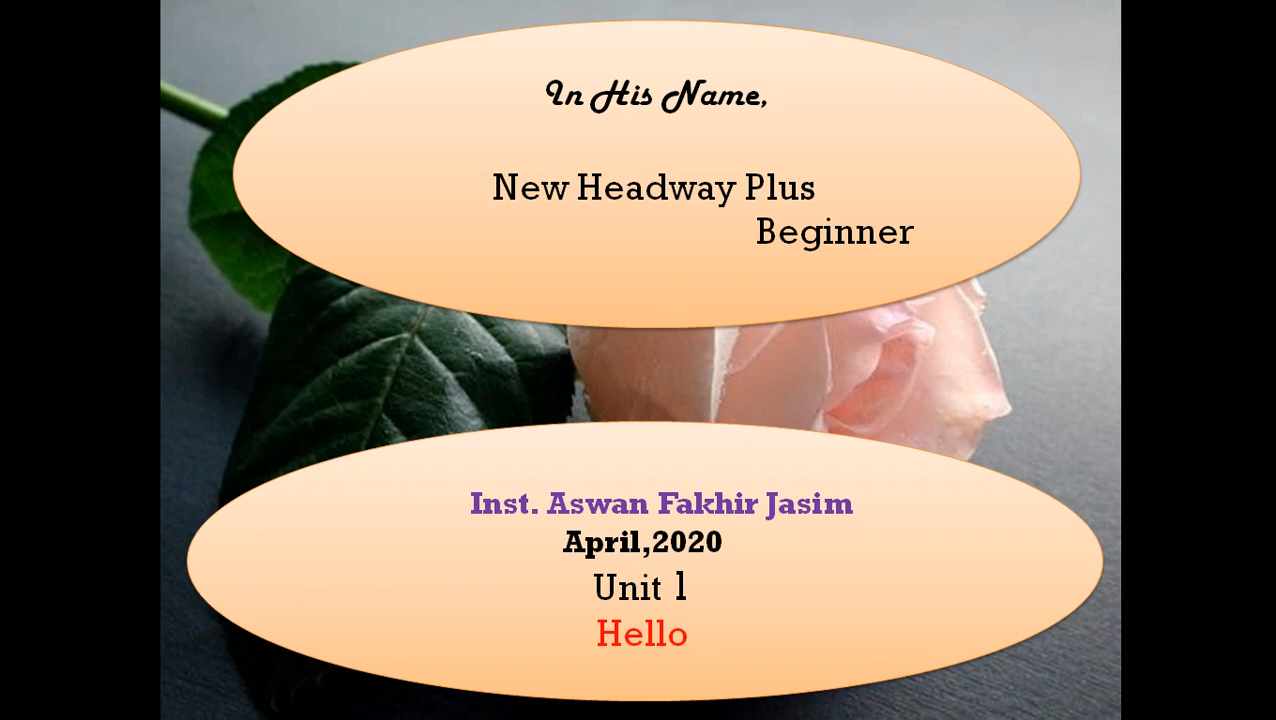 In His Name,
New Headway Plus
Beginner
Inst. Aswan Fakhir Jasim
April,2020
Unit 1
Hello